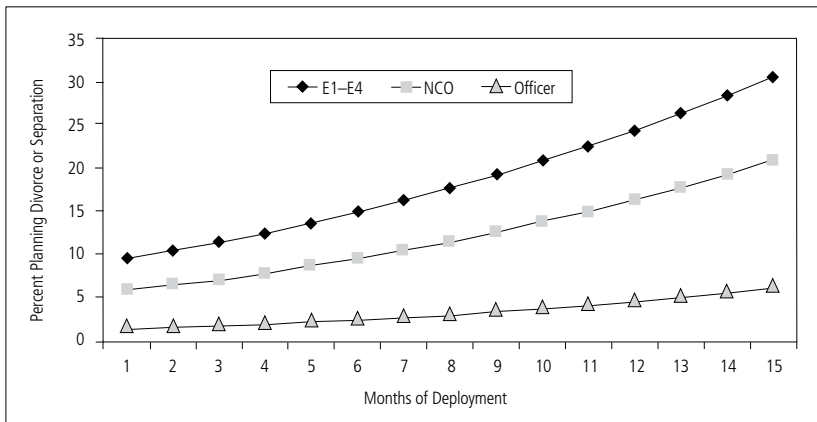 35
30
25
20
15
10
5
0
Percent Planning Divorce or Separation
E1–E4 NCO Officer
1 2 3 4 5 6 7 8 9 10 11 12 13 14 15
Months of Deployment